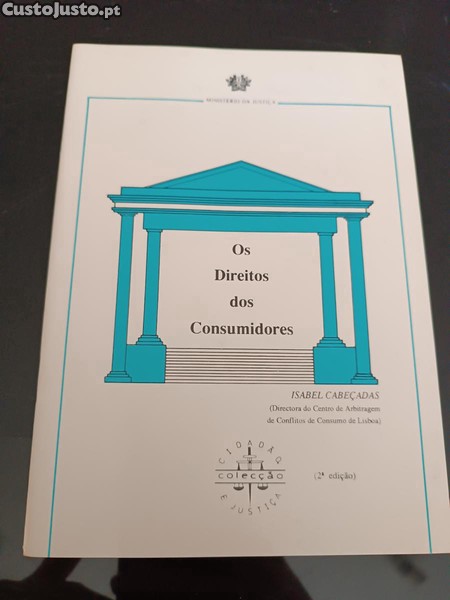 CustoJusto.pt
MINISTÉRIO DA JUSTIÇA
Os
Direitos
dos
Consumidores
ISABEL CABEÇADAS
(Directora do Centro de Arbitragem
de Conflitos de Consumo de Lisboa)
CIDADÃO
colecção
E JUSTIÇA
(2ª edição)